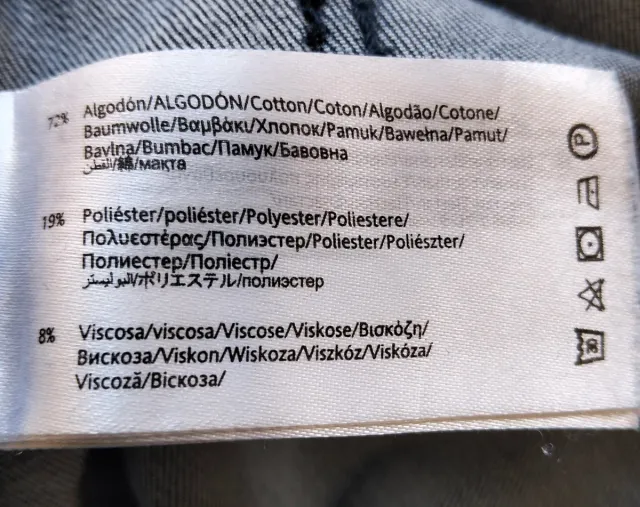 72% Algodón/ALGODÓN/Cotton/Coton/Algodão/Cotone/
Baumwolle/Βαμβάκι/Хлопок/Pamuk/Bawełna/Pamut/
Bavlna/Bumbac/Памук/Бавовна
القطن/綿/мақта
19% Poliéster/poliéster/Polyester/Poliestere/
Πολυεστέρας/Полиэстер/Poliester/Poliészter/
Полиестер/Поліестр/
البوليستر/ポリエステル/полиэстер
8% Viscosa/viscosa/Viscose/Viskose/Βισκόζη/
Вискоза/Viskon/Wiskoza/Viszkóz/Viskóza/
Viscoză/Віскоза/
P